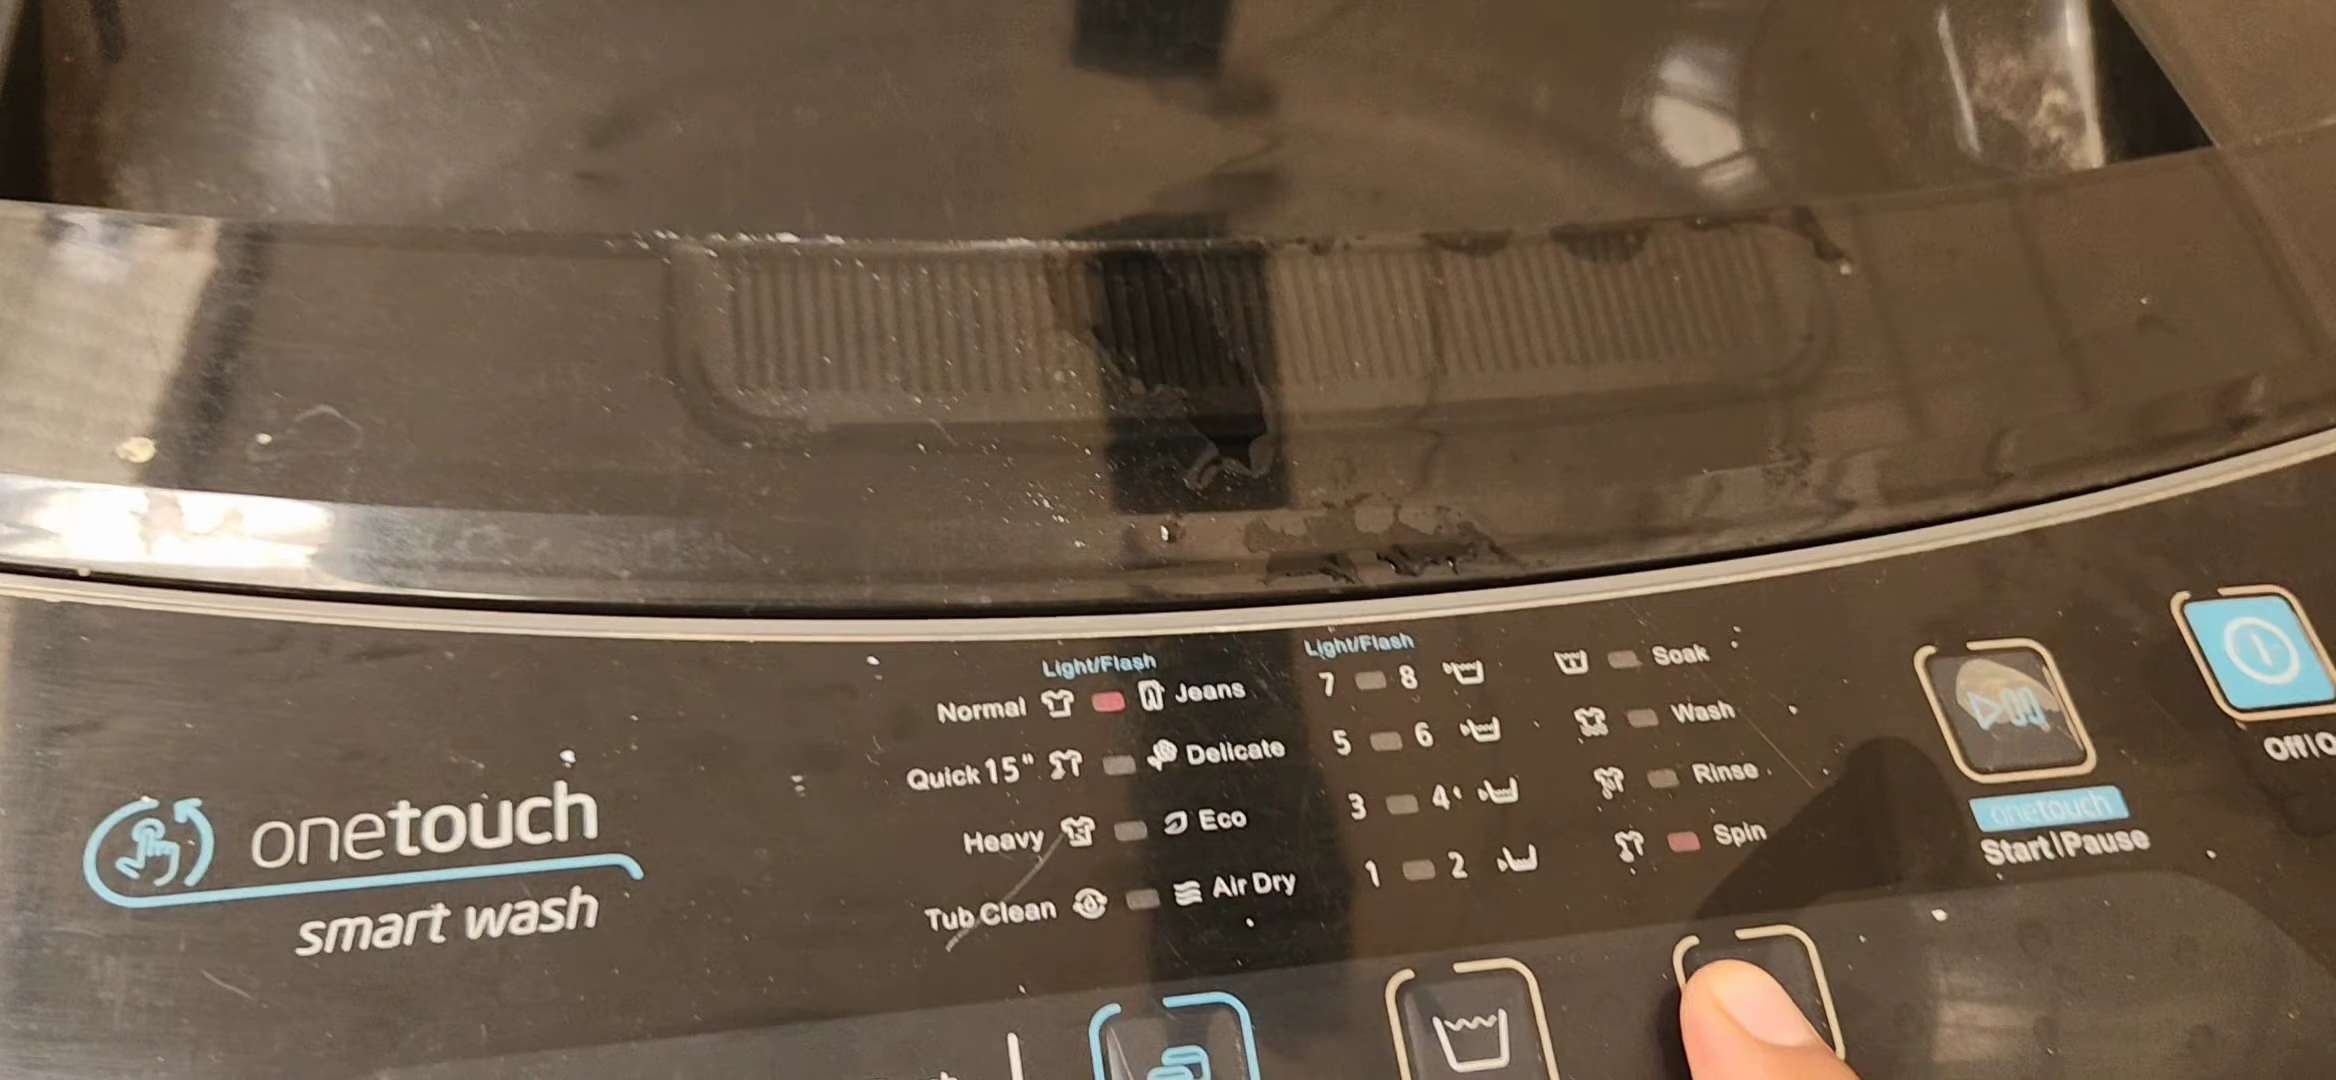 Light/Flash
Normal Jeans
Quick 15" Delicate
Heavy Eco
Tub Clean Air Dry
Light/Flash
7 8
5 6
3 4
1 2
Soak
Wash
Rinse
Spin
onetouch
smart wash
onetouch
Start|Pause